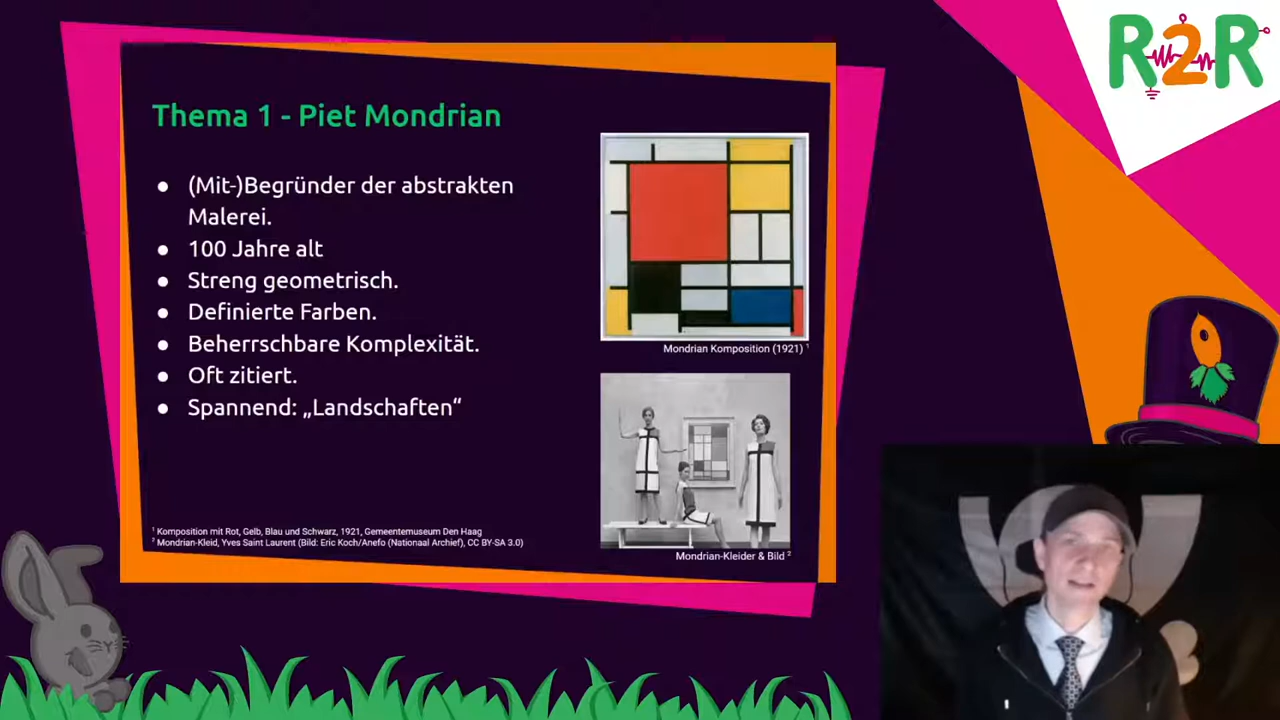 R2R
Thema 1 - Piet Mondrian
● (Mit-)Begründer der abstrakten
Malerei.
● 100 Jahre alt
● Streng geometrisch.
● Definierte Farben.
● Beherrschbare Komplexität.
● Oft zitiert.
● Spannend: „Landschaften“
Mondrian Komposition (1921) ¹
Mondrian-Kleider & Bild ²
¹ Komposition mit Rot, Gelb, Blau und Schwarz, 1921, Gemeentemuseum Den Haag
² Mondrian-Kleid, Yves Saint Laurent (Bild: Eric Koch/Anefo (Nationaal Archief), CC BY-SA 3.0)